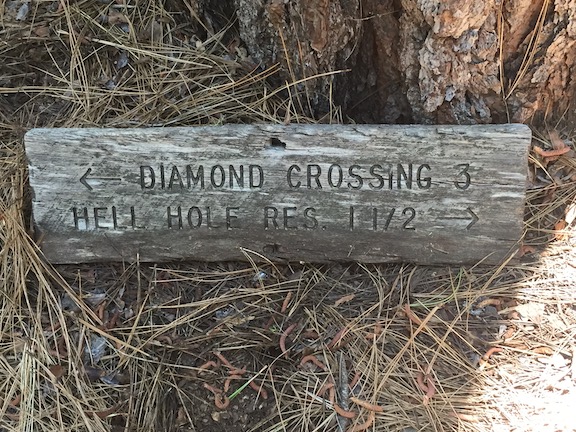 ← DIAMOND CROSSING 3
HELL HOLE RES. 1 1/2 →